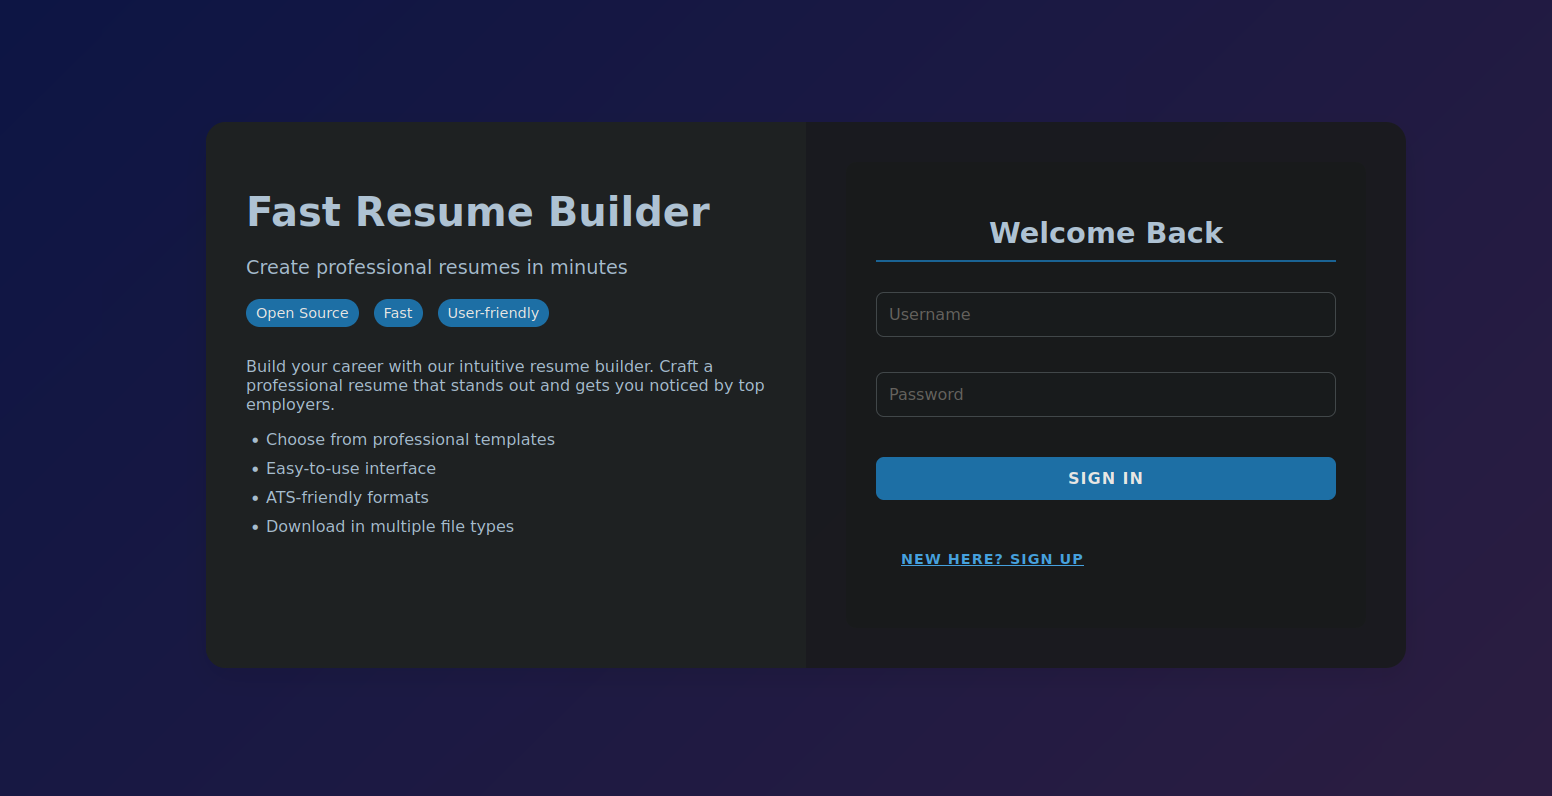 Fast Resume Builder
Create professional resumes in minutes
Open Source Fast User-friendly
Build your career with our intuitive resume builder. Craft a
professional resume that stands out and gets you noticed by top
employers.
• Choose from professional templates
• Easy-to-use interface
• ATS-friendly formats
• Download in multiple file types
Welcome Back
Username
Password
SIGN IN
NEW HERE? SIGN UP